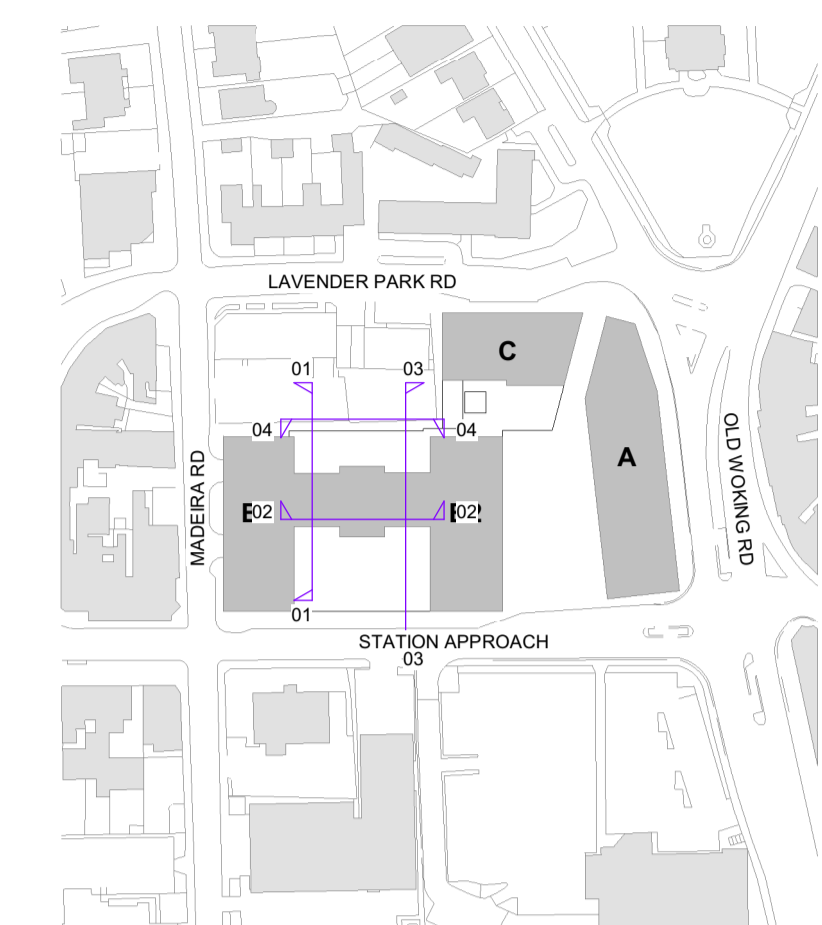 LAVENDER PARK RD
C
01
03
04
04
A
OLD WOKING RD
MADEIRA RD
02
02
01
STATION APPROACH
03